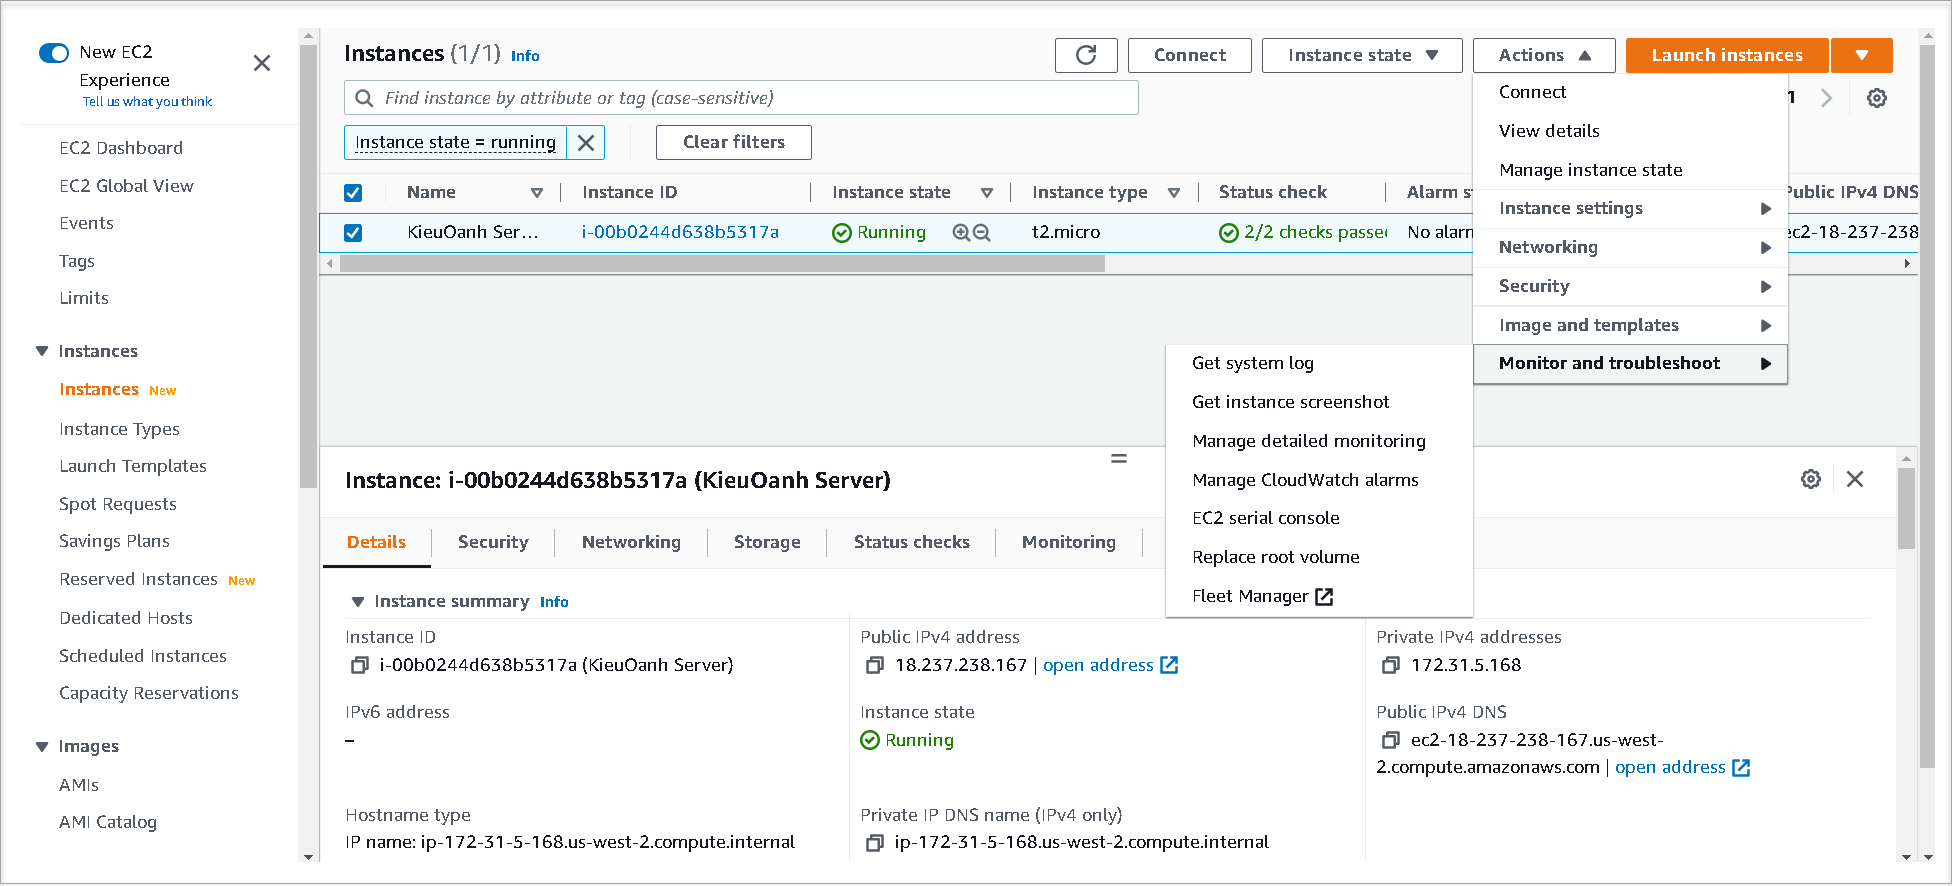 New EC2
Experience
Tell us what you think
EC2 Dashboard
EC2 Global View
Events
Tags
Limits
Instances
Instances New
Instance Types
Launch Templates
Spot Requests
Savings Plans
Reserved Instances New
Dedicated Hosts
Scheduled Instances
Capacity Reservations
Images
AMIs
AMI Catalog
Instances (1/1) Info
Connect
Instance state
Actions
Launch instances
Find instance by attribute or tag (case-sensitive)
1
Instance state = running
Clear filters
Name Instance ID Instance state Instance type Status check Alarm s Public IPv4 DNS
KieuOanh Ser... i-00b0244d638b5317a Running t2.micro 2/2 checks passed No alarm ec2-18-237-238
Connect
View details
Manage instance state
Instance settings
Networking
Security
Image and templates
Monitor and troubleshoot
Get system log
Get instance screenshot
Manage detailed monitoring
Manage CloudWatch alarms
EC2 serial console
Replace root volume
Fleet Manager
Instance: i-00b0244d638b5317a (KieuOanh Server)
Details Security Networking Storage Status checks Monitoring
Instance summary Info
Instance ID
i-00b0244d638b5317a (KieuOanh Server)
Public IPv4 address
18.237.238.167 | open address
Private IPv4 addresses
172.31.5.168
IPv6 address
–
Instance state
Running
Public IPv4 DNS
ec2-18-237-238-167.us-west-
2.compute.amazonaws.com | open address
Hostname type
IP name: ip-172-31-5-168.us-west-2.compute.internal
Private IP DNS name (IPv4 only)
ip-172-31-5-168.us-west-2.compute.internal